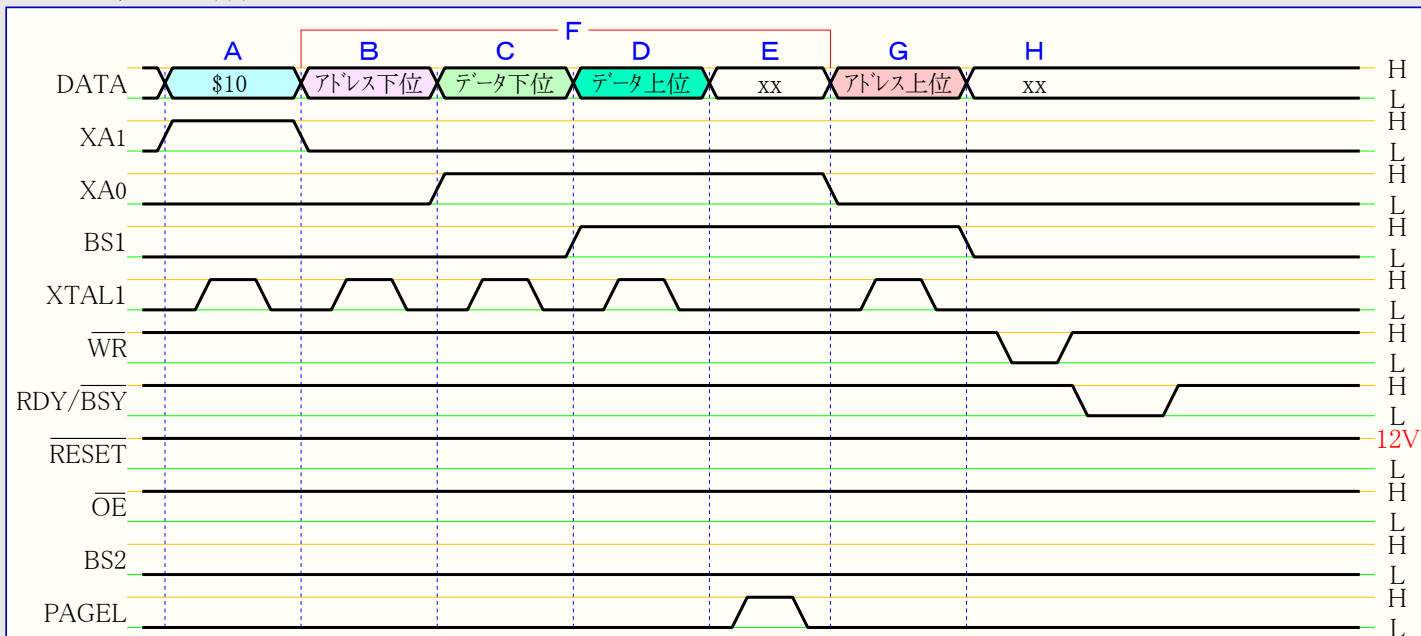 F
A B C D E G H
DATA $10 アドレス下位 データ下位 データ上位 xx アドレス上位 xx H
L
XA1 H
L
XA0 H
L
BS1 H
L
XTAL1 H
L
WR H
L
RDY/BSY H
L
RESET 12V
L
OE H
L
BS2 H
L
PAGEL H
L